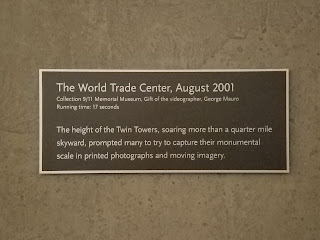 The World Trade Center, August 2001
Collection 9/11 Memorial Museum, Gift of the videographer, George Mauro
Running time: 17 seconds
The height of the Twin Towers, soaring more than a quarter mile
skyward, prompted many to try to capture their monumental
scale in printed photographs and moving imagery.